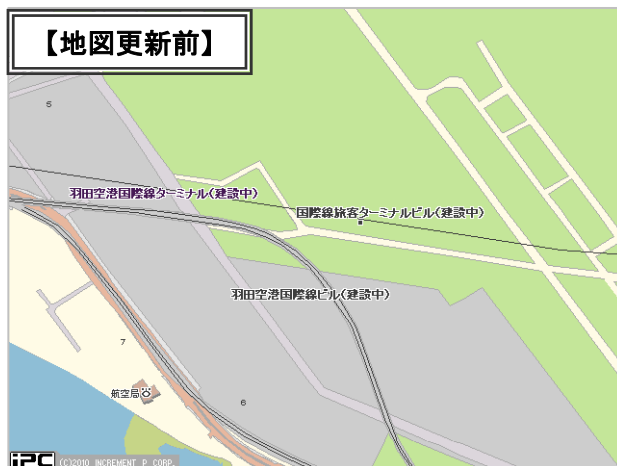 【地図更新前】
5
羽田空港国際線ターミナル(建設中)
国際線旅客ターミナルビル(建設中)
羽田空港国際線ビル(建設中)
7
航空局
6
iPC (C)2010 INCREMENT P CORP.